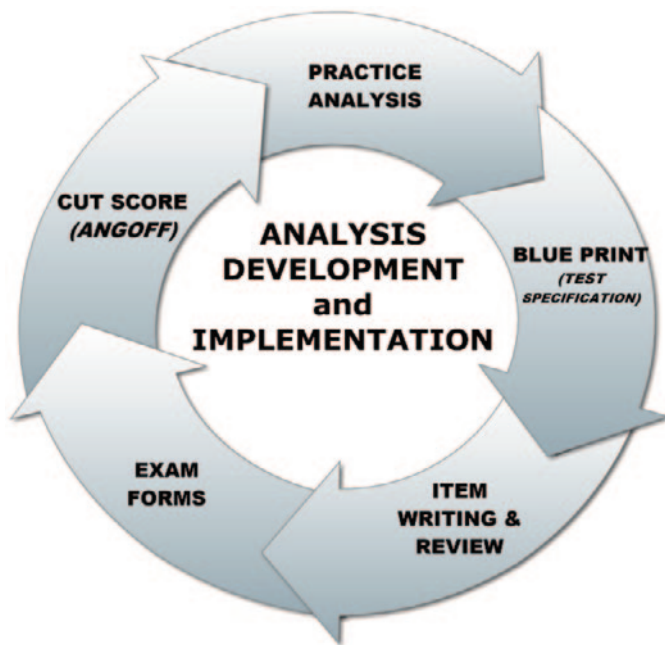 PRACTICE
ANALYSIS
BLUE PRINT
(TEST
SPECIFICATION)
ITEM
WRITING &
REVIEW
EXAM
FORMS
CUT SCORE
(ANGOFF)
ANALYSIS
DEVELOPMENT
and
IMPLEMENTATION